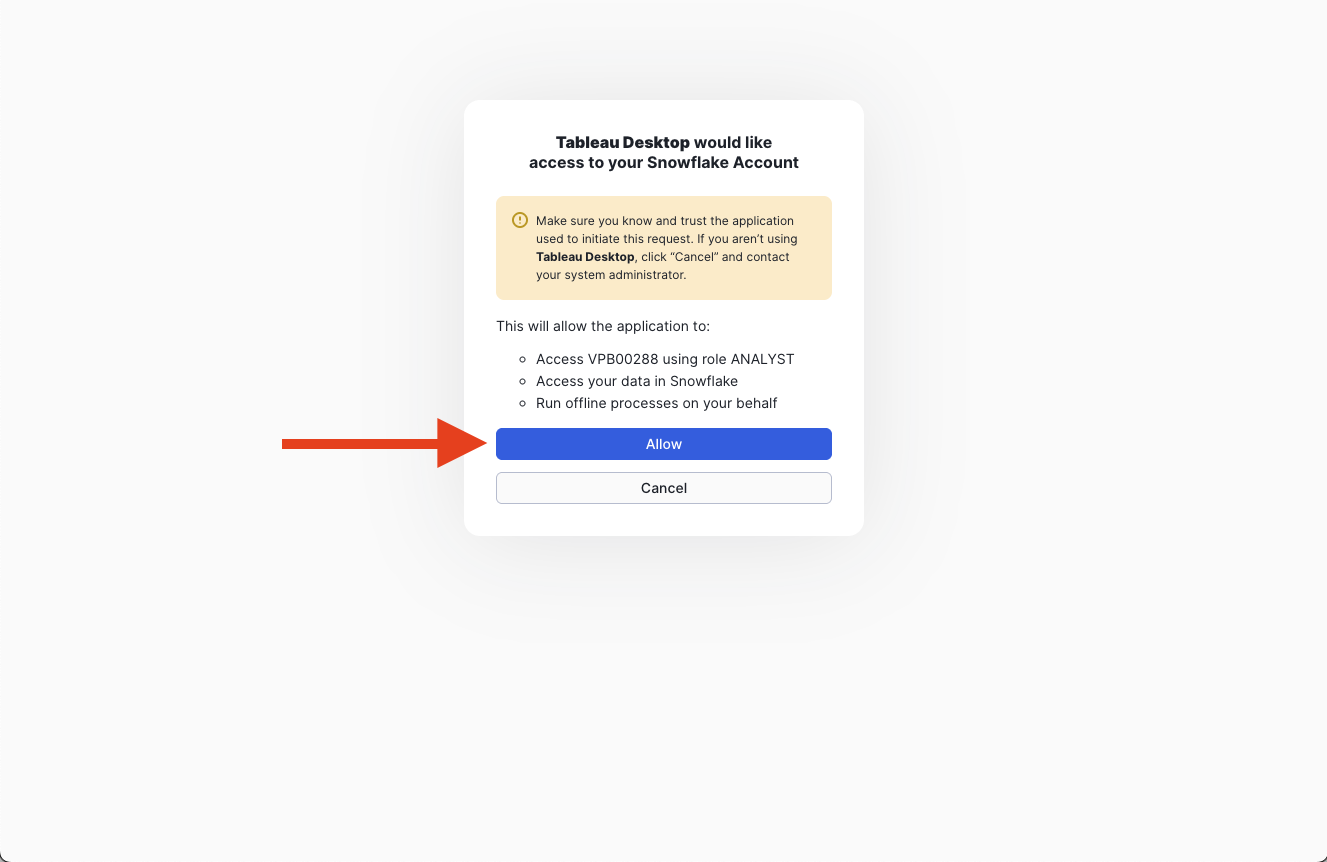 Tableau Desktop would like
access to your Snowflake Account
Make sure you know and trust the application
used to initiate this request. If you aren’t using
Tableau Desktop, click “Cancel” and contact
your system administrator.
This will allow the application to:
Access VPB00288 using role ANALYST
Access your data in Snowflake
Run offline processes on your behalf
Allow
Cancel